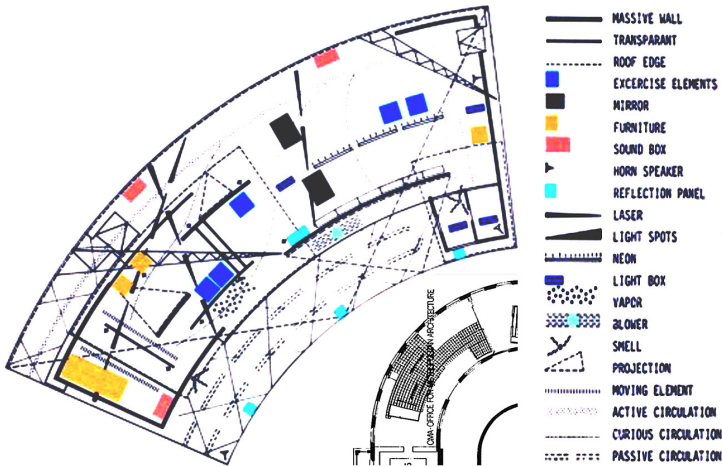 MASSIVE WALL
TRANSPARANT
ROOF EDGE
EXCERCISE ELEMENTS
MIRROR
FURNITURE
SOUND BOX
HORN SPEAKER
REFLECTION PANEL
LASER
LIGHT SPOTS
NEON
LIGHT BOX
VAPOR
BLOWER
SMELL
PROJECTION
MOVING ELEMENT
ACTIVE CIRCULATION
CURIOUS CIRCULATION
PASSIVE CIRCULATION
OMA-OFFICE FOR METROPOLITAN ARCHITECTURE